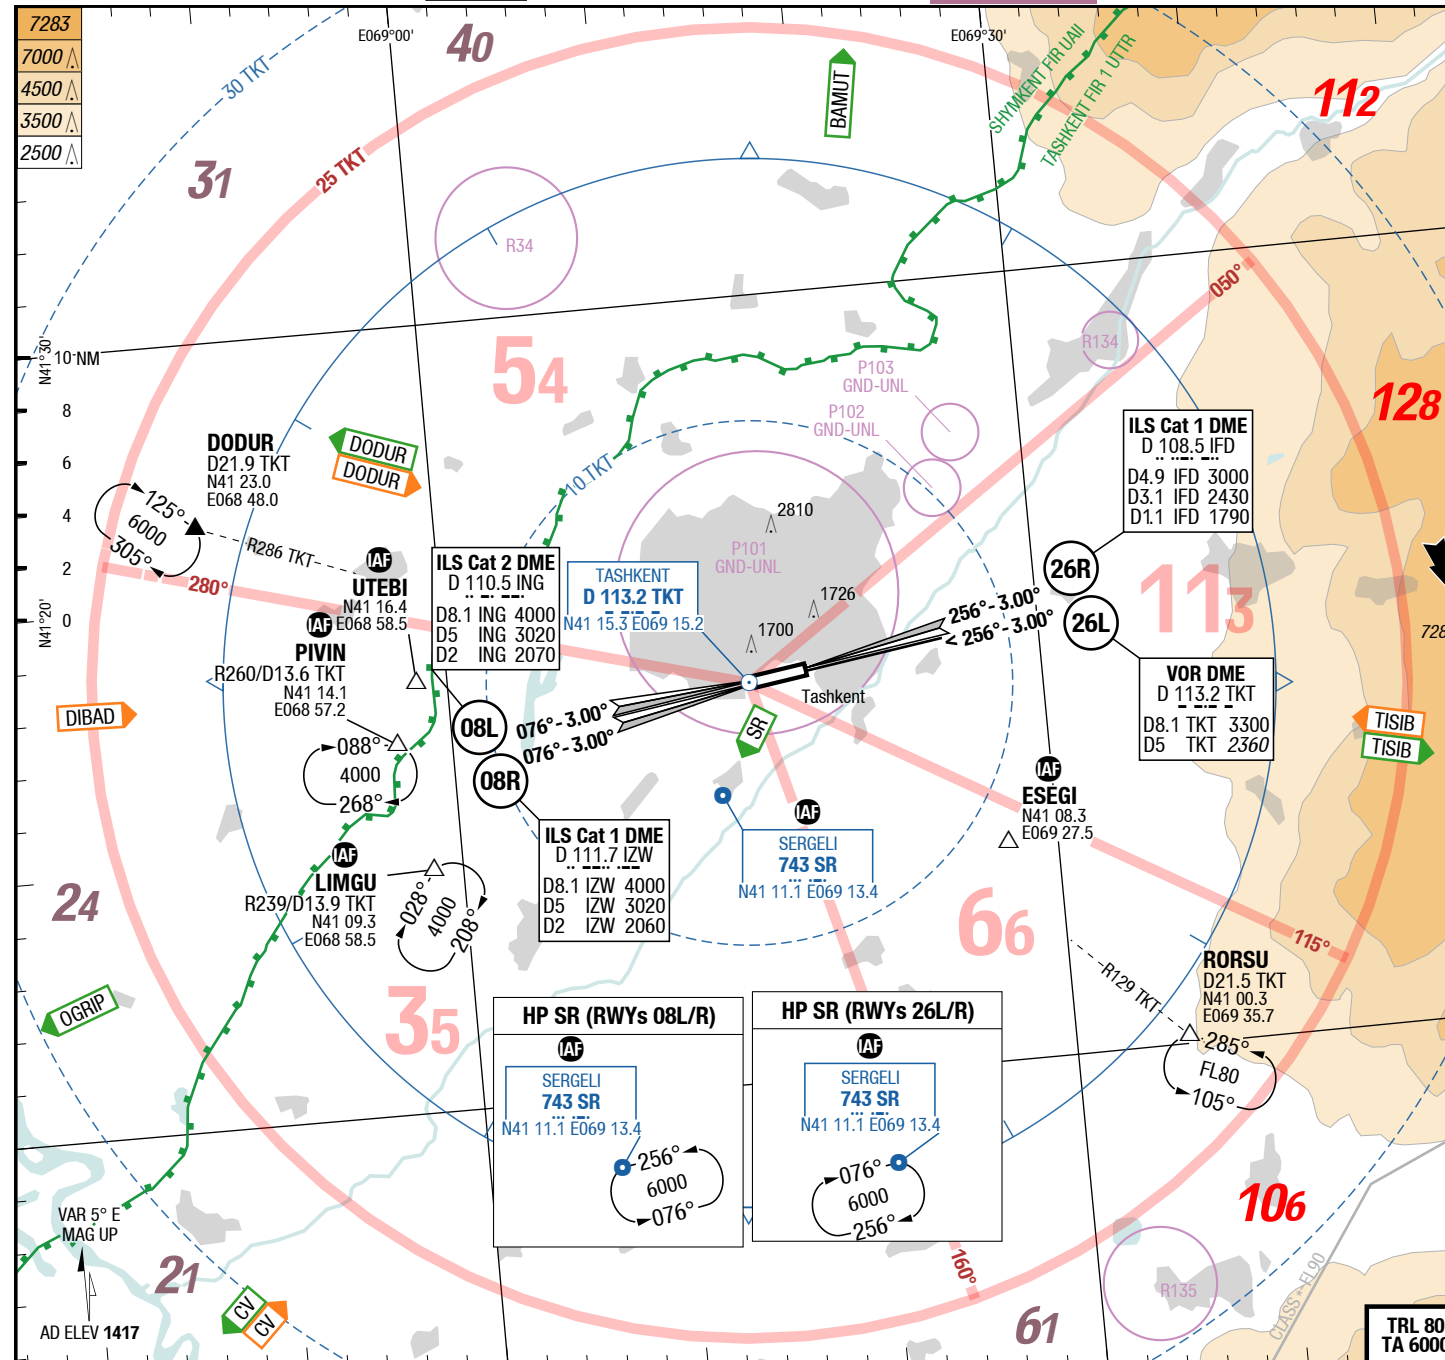 7283
7000
4500
3500
2500
E069°00'
E069°30'
40
31
112
54
128
113
24
35
66
106
21
61
30 TKT
25 TKT
10 TKT
BAMUT
SHYMKENT FIR UAII
TASHKENT FIR 1 UTTR
R34
R134
050°
N41°30'
10 NM
8
6
4
2
0
N41°20'
P103
GND-UNL
P102
GND-UNL
P101
GND-UNL
2810
1726
1700
DODUR
D21.9 TKT
N41 23.0
E068 48.0
DODUR
DODUR
125°
6000
305°
R286 TKT
280°
IAF
UTEBI
N41 16.4
E068 58.5
IAF
PIVIN
R260/D13.6 TKT
N41 14.1
E068 57.2
088°
4000
268°
DIBAD
ILS Cat 2 DME
D 110.5 ING
D8.1 ING 4000
D5 ING 3020
D2 ING 2070
TASHKENT
D 113.2 TKT
N41 15.3 E069 15.2
ILS Cat 1 DME
D 108.5 IFD
D4.9 IFD 3000
D3.1 IFD 2430
D1.1 IFD 1790
26R
26L
256°-3.00°
< 256°-3.00°
Tashkent
VOR DME
D 113.2 TKT
D8.1 TKT 3300
D5 TKT 2360
728
TISIB
TISIB
08L
08R
076°-3.00°
076°-3.00°
SR
IAF
ESEGI
N41 08.3
E069 27.5
IAF
SERGELI
743 SR
N41 11.1 E069 13.4
ILS Cat 1 DME
D 111.7 IZW
D8.1 IZW 4000
D5 IZW 3020
D2 IZW 2060
IAF
LIMGU
R239/D13.9 TKT
N41 09.3
E068 58.5
028°
4000
208°
OGRIP
115°
RORSU
D21.5 TKT
N41 00.3
E069 35.7
R129 TKT
285°
FL80
105°
HP SR (RWYs 08L/R)
IAF
SERGELI
743 SR
N41 11.1 E069 13.4
256°
6000
076°
HP SR (RWYs 26L/R)
IAF
SERGELI
743 SR
N41 11.1 E069 13.4
076°
6000
256°
160°
R135
CLASS *-FL90
VAR 5° E
MAG UP
AD ELEV 1417
CV
CV
TRL 80
TA 6000